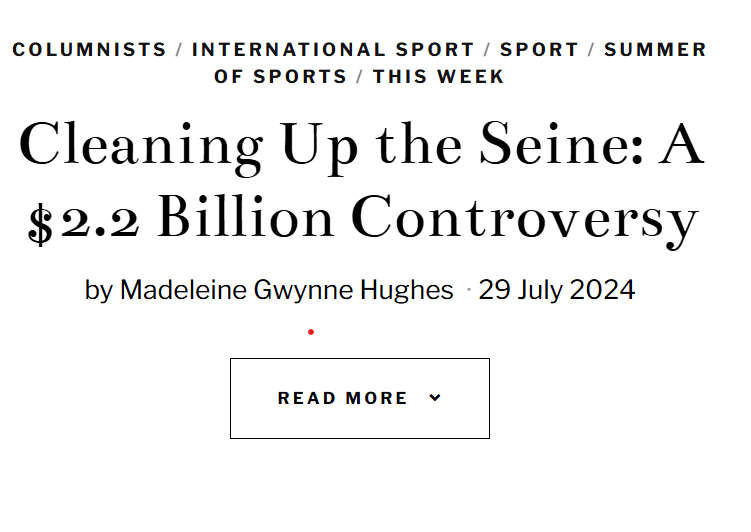 COLUMNISTS / INTERNATIONAL SPORT / SPORT / SUMMER
OF SPORTS / THIS WEEK
Cleaning Up the Seine: A
$2.2 Billion Controversy
by Madeleine Gwynne Hughes · 29 July 2024
READ MORE